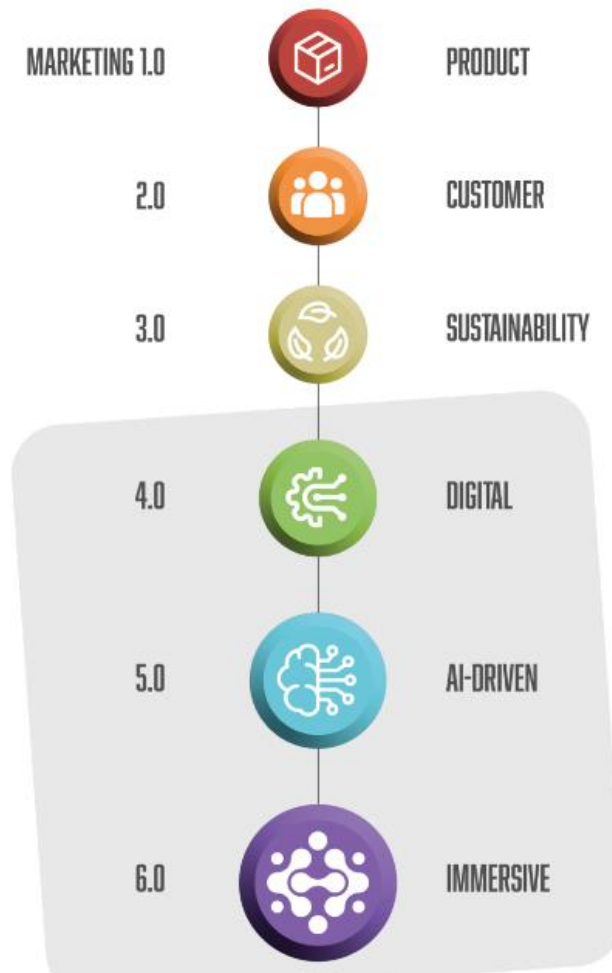 MARKETING 1.0 PRODUCT
2.0 CUSTOMER
3.0 SUSTAINABILITY
4.0 DIGITAL
5.0 AI-DRIVEN
6.0 IMMERSIVE